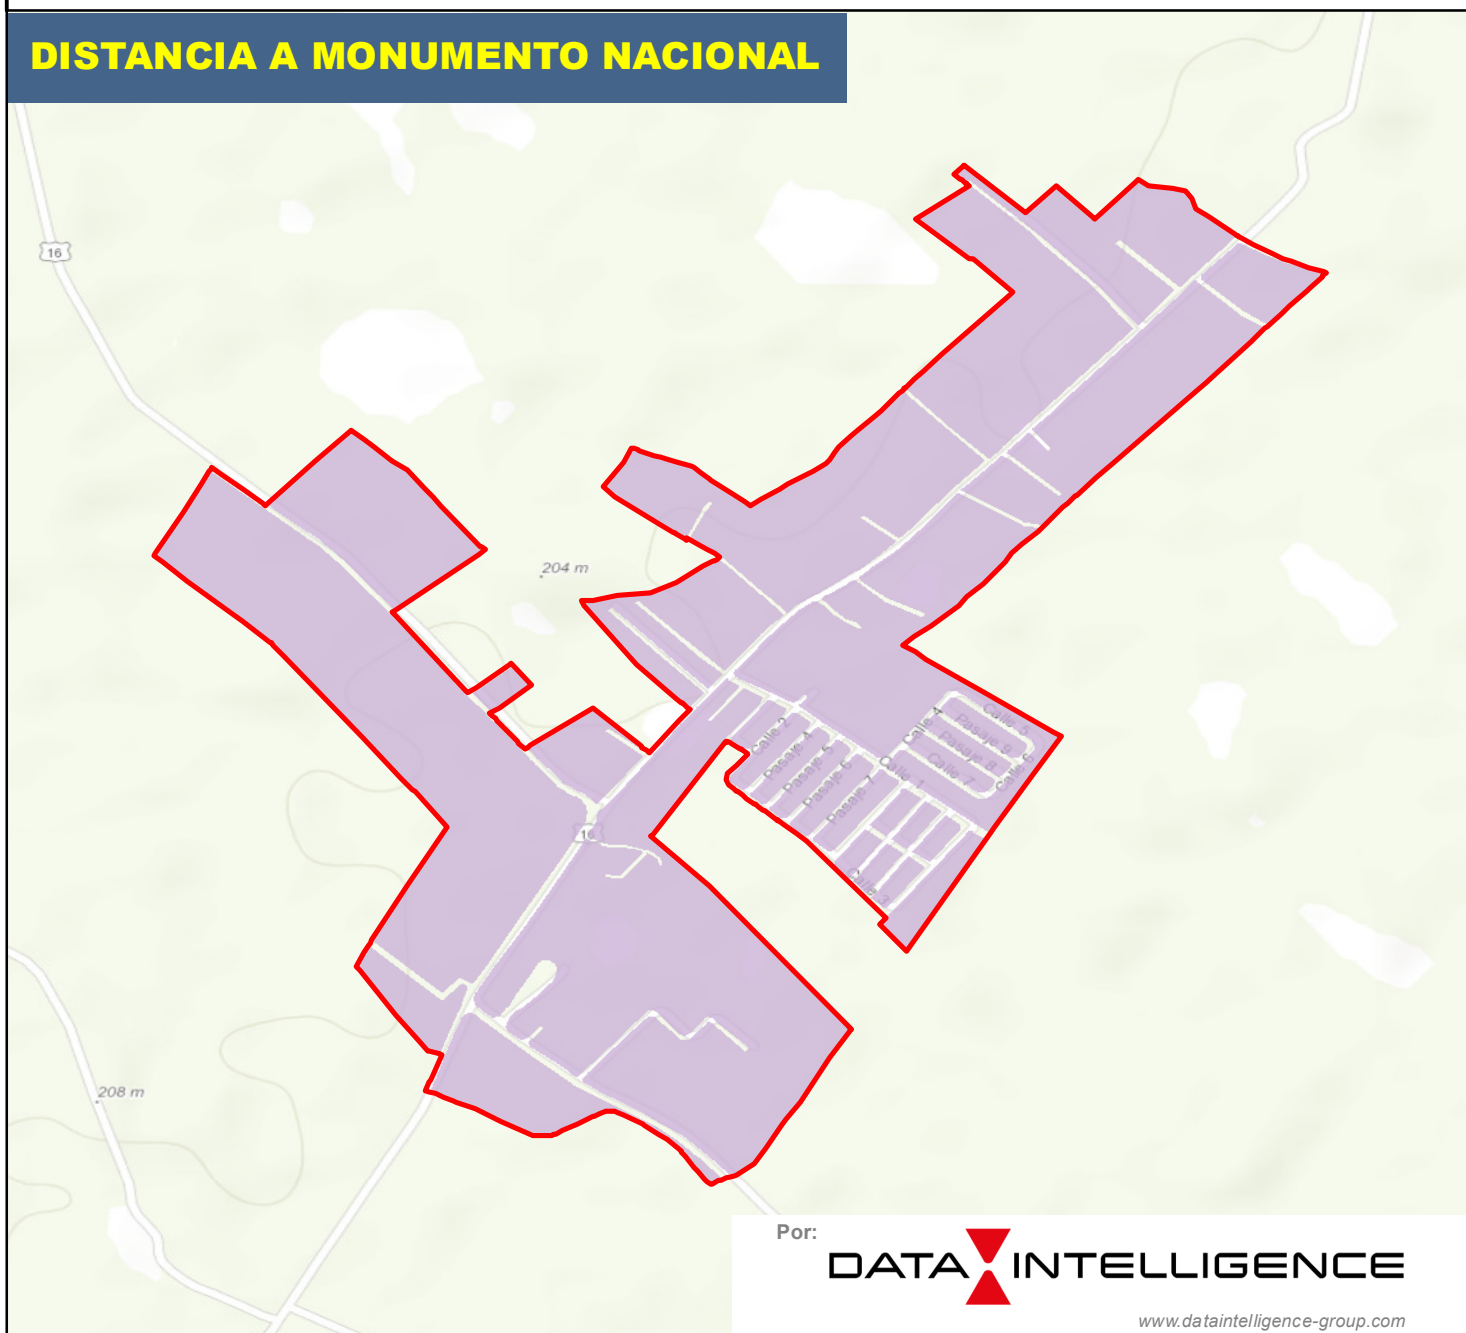 DISTANCIA A MONUMENTO NACIONAL
16
204 m
Calle 5
Calle 4
Pasaje 9
Pasaje 8
Calle 6
Calle 7
Calle 2
Pasaje 4
Pasaje 5
Pasaje 6
Pasaje 7
Calle 1
16
Calle 3
208 m
Por:
DATA INTELLIGENCE
www.dataintelligence-group.com